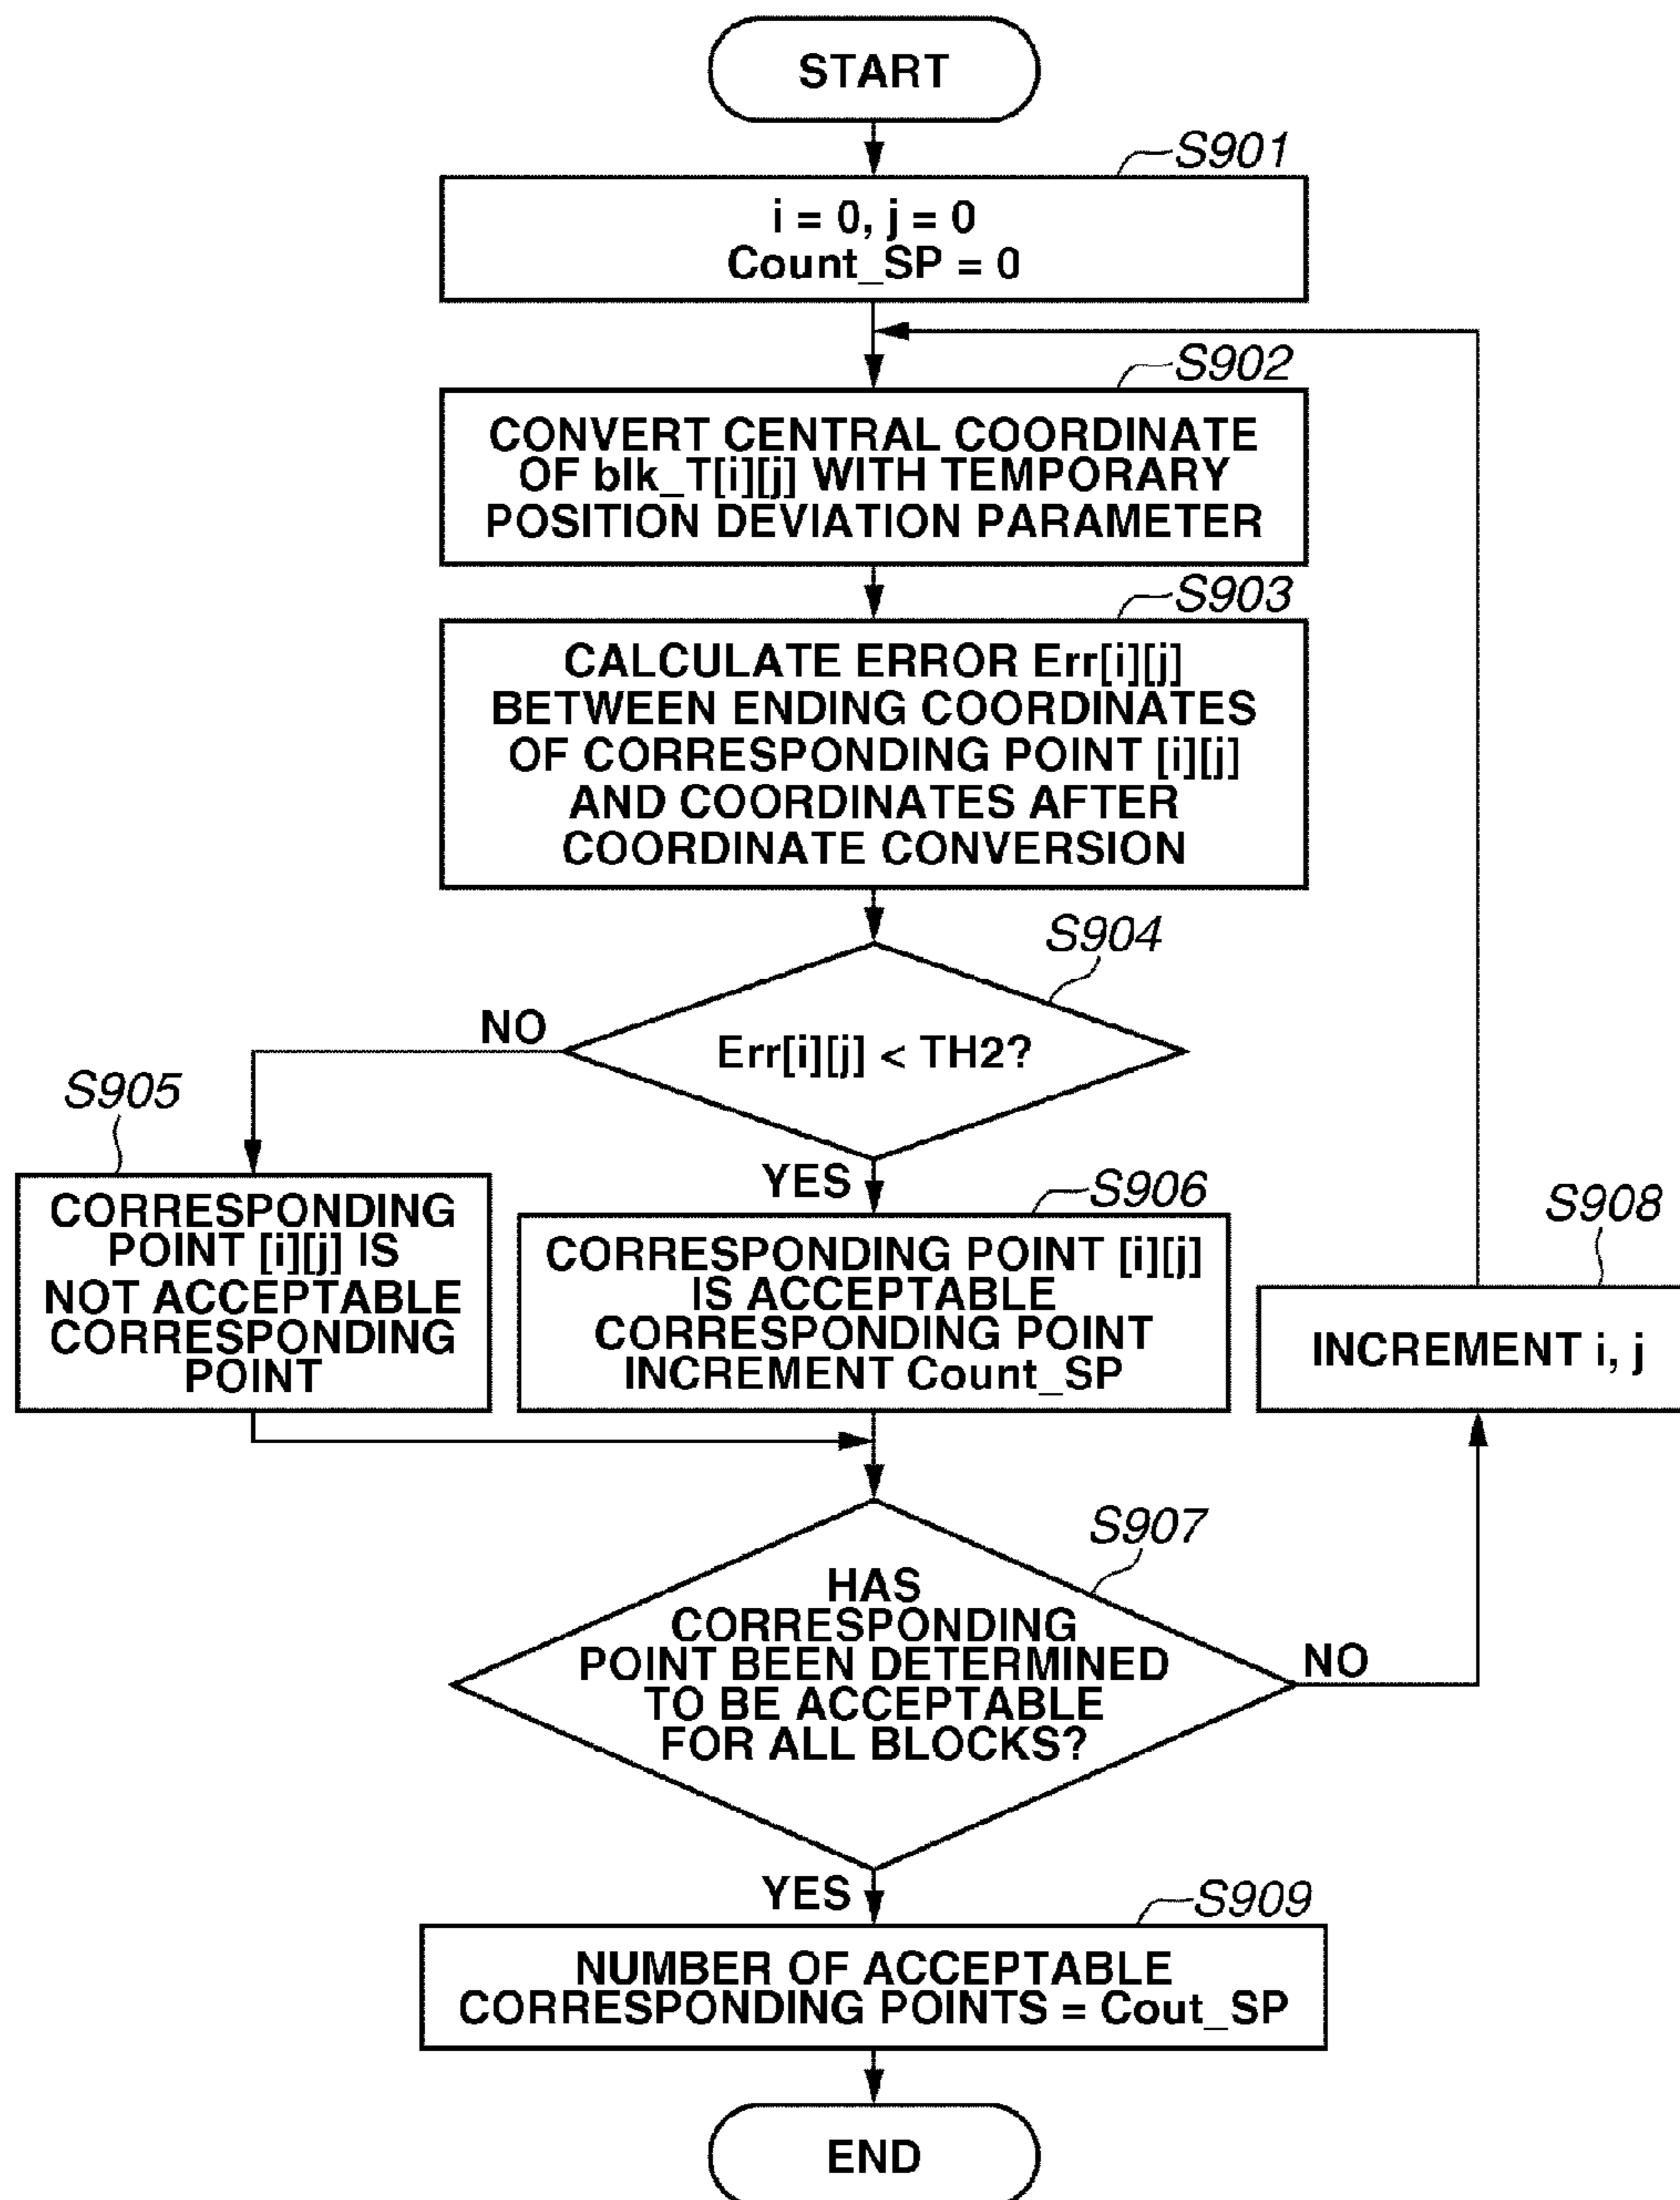 START
S901
i = 0, j = 0
Count_SP = 0
S902
CONVERT CENTRAL COORDINATE
OF blk_T[i][j] WITH TEMPORARY
POSITION DEVIATION PARAMETER
S903
CALCULATE ERROR Err[i][j]
BETWEEN ENDING COORDINATES
OF CORRESPONDING POINT [i][j]
AND COORDINATES AFTER
COORDINATE CONVERSION
S904
NO
Err[i][j] < TH2?
S905
CORRESPONDING
POINT [i][j] IS
NOT ACCEPTABLE
CORRESPONDING
POINT
YES
S906
CORRESPONDING POINT [i][j]
IS ACCEPTABLE
CORRESPONDING POINT
INCREMENT Count_SP
S908
INCREMENT i, j
S907
HAS
CORRESPONDING
POINT BEEN DETERMINED
TO BE ACCEPTABLE
FOR ALL BLOCKS?
NO
YES
S909
NUMBER OF ACCEPTABLE
CORRESPONDING POINTS = Cout_SP
END